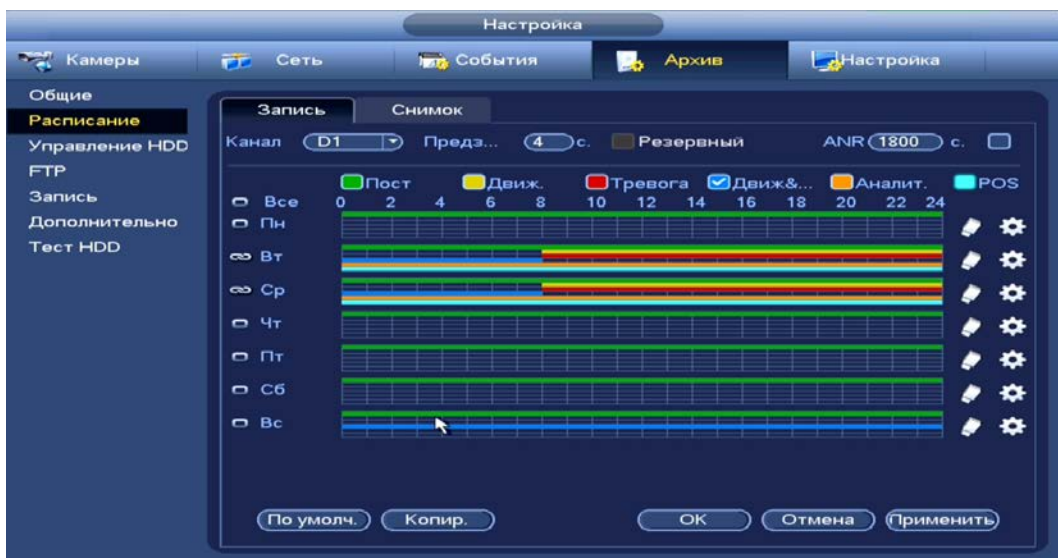 Настройка
Камеры Сеть События Архив Настройка
Общие
Расписание
Управление HDD
FTP
Запись
Дополнительно
Тест HDD
Запись Снимок
Канал D1 Предз... 4 с. Резервный ANR 1800 с.
Пост Движ. Тревога Движ&... Аналит. POS
Все 0 2 4 6 8 10 12 14 16 18 20 22 24
Пн
Вт
Ср
Чт
Пт
Сб
Вс
По умолч. Копир. OK Отмена Применить